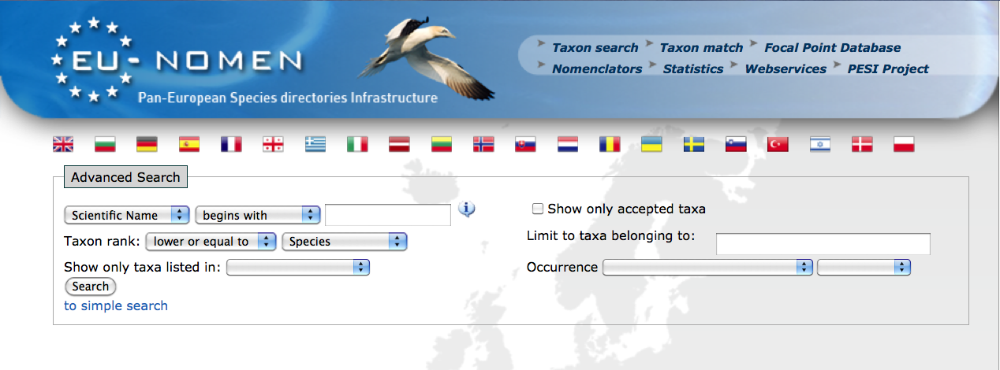 EU-NOMEN
Pan-European Species directories Infrastructure
Taxon search Taxon match Focal Point Database
Nomenclators Statistics Webservices PESI Project
Advanced Search
Scientific Name begins with
Show only accepted taxa
Taxon rank: lower or equal to Species
Limit to taxa belonging to:
Show only taxa listed in:
Occurrence
Search
to simple search